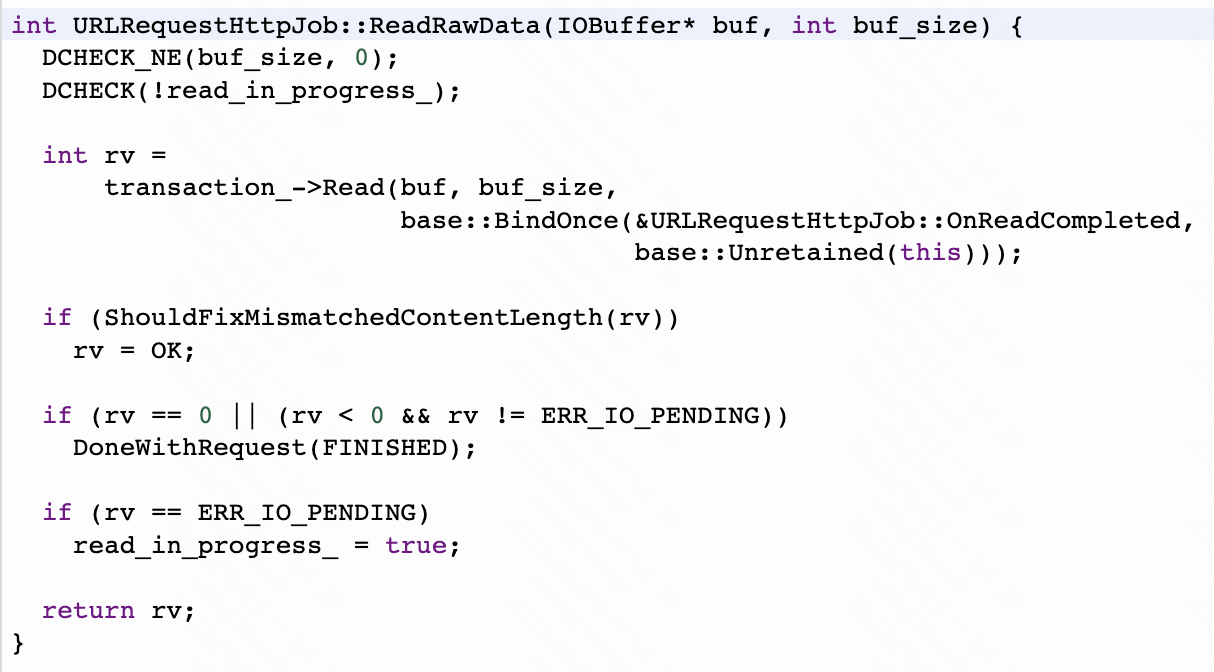 int URLRequestHttpJob::ReadRawData(IOBuffer* buf, int buf_size) {
  DCHECK_NE(buf_size, 0);
  DCHECK(!read_in_progress_);

  int rv =
      transaction_->Read(buf, buf_size,
                         base::BindOnce(&URLRequestHttpJob::OnReadCompleted,
                                        base::Unretained(this)));

  if (ShouldFixMismatchedContentLength(rv))
    rv = OK;

  if (rv == 0 || (rv < 0 && rv != ERR_IO_PENDING))
    DoneWithRequest(FINISHED);

  if (rv == ERR_IO_PENDING)
    read_in_progress_ = true;

  return rv;
}